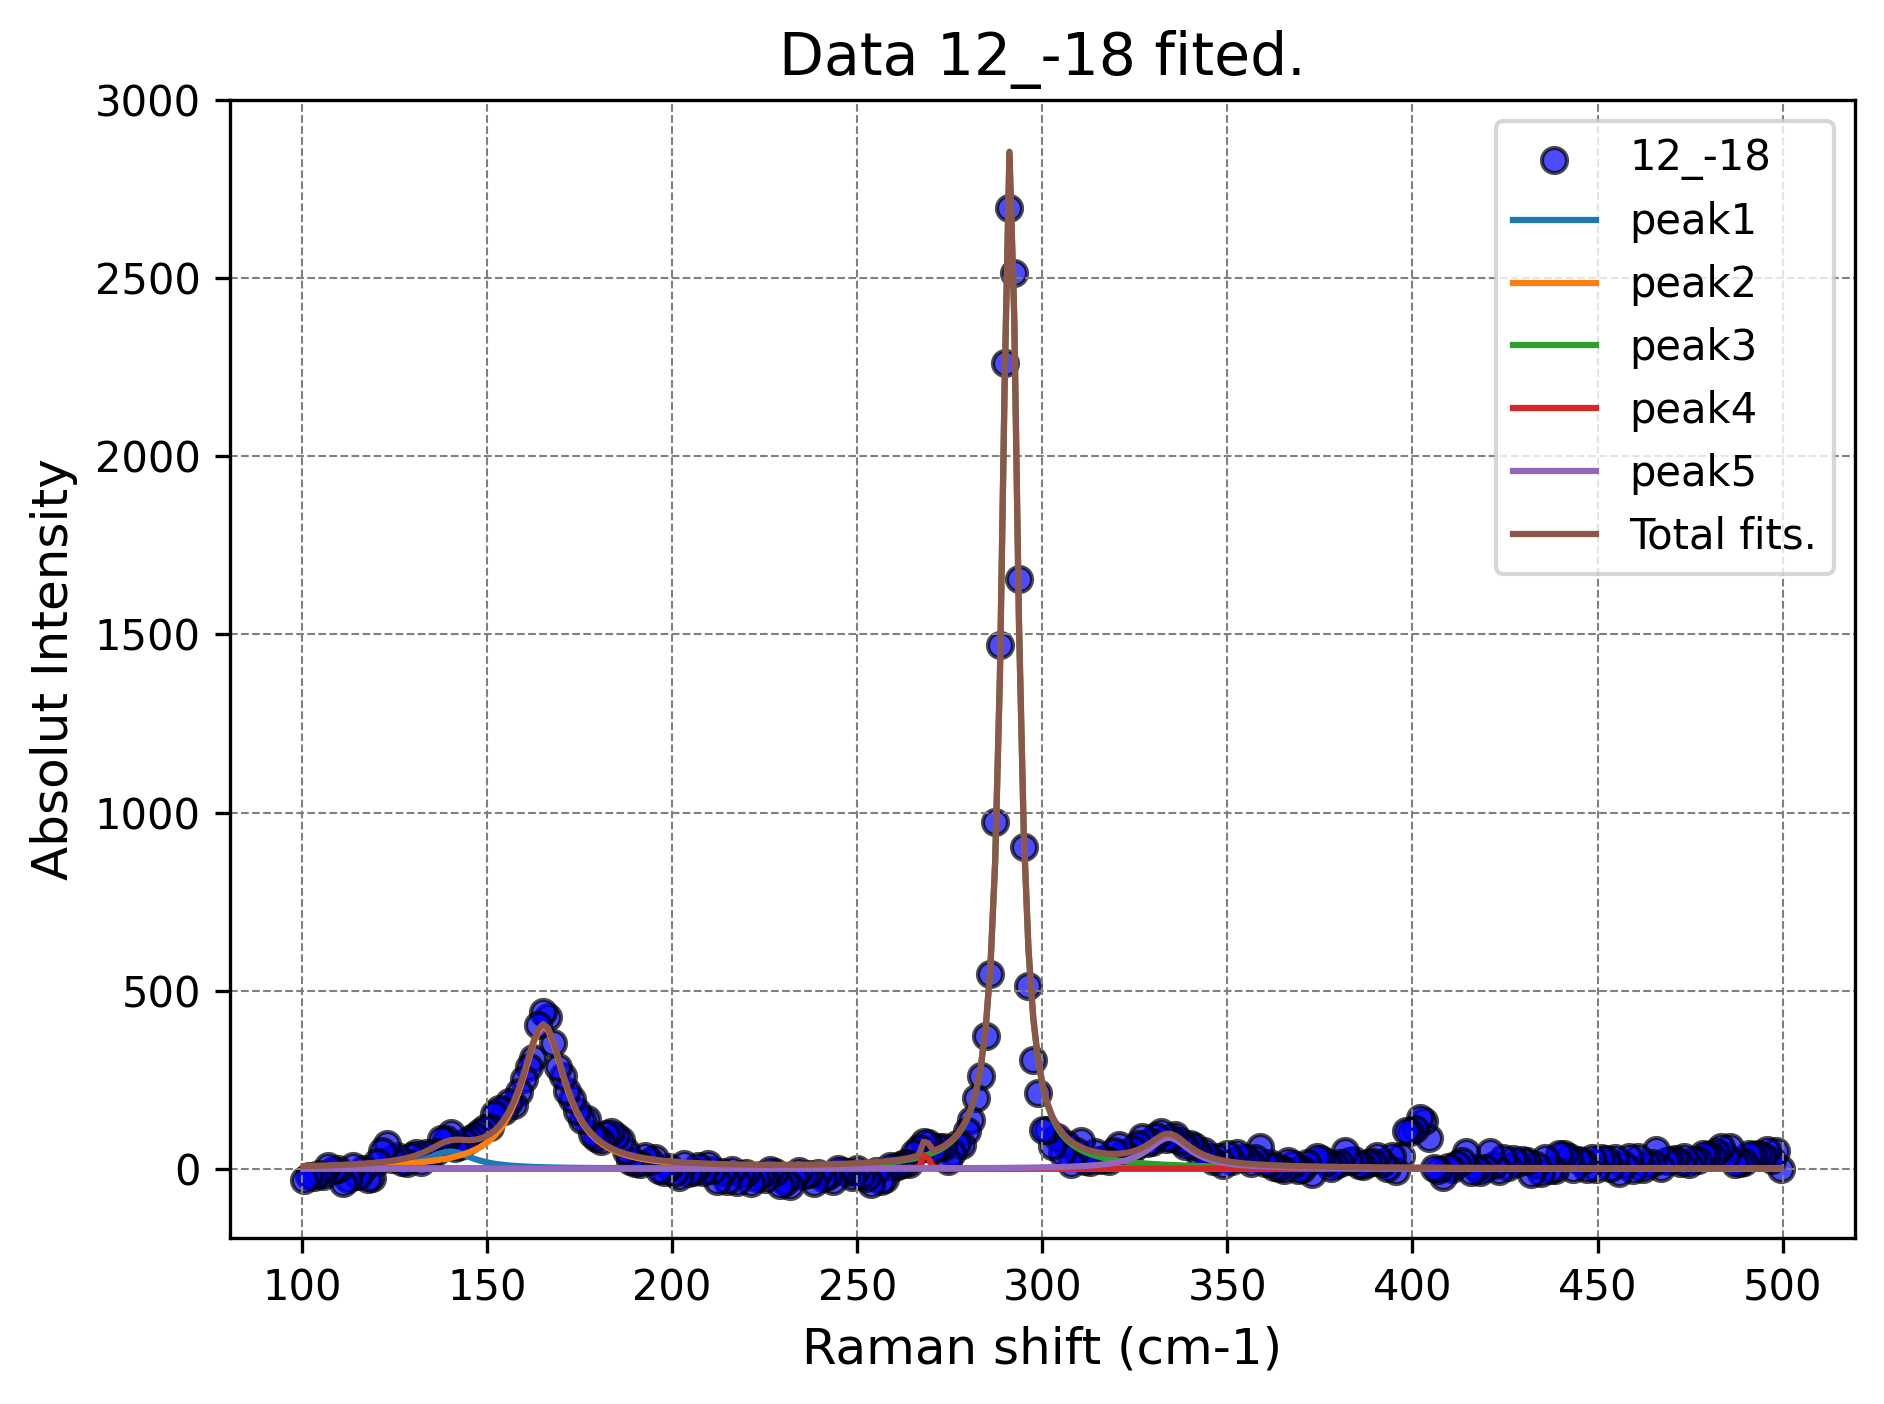 Data 12_-18 fited.
3000
2500
2000
1500
1000
500
0
Absolut Intensity
12_-18
peak1
peak2
peak3
peak4
peak5
Total fits.
100 150 200 250 300 350 400 450 500
Raman shift (cm-1)